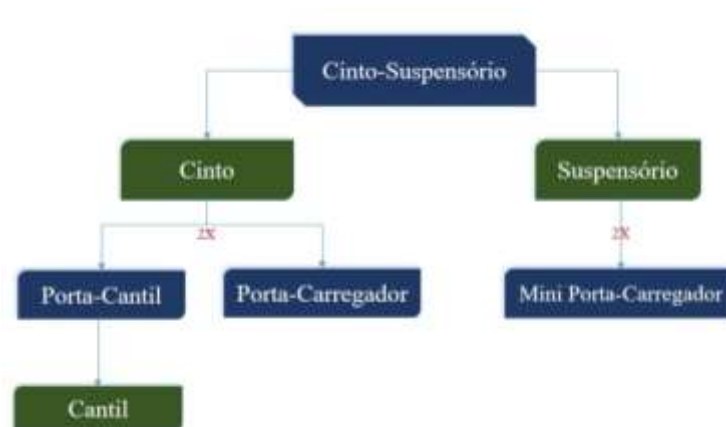 Cinto-Suspensório
Cinto
Suspensório
2X
2X
Porta-Cantil
Porta-Carregador
Mini Porta-Carregador
Cantil